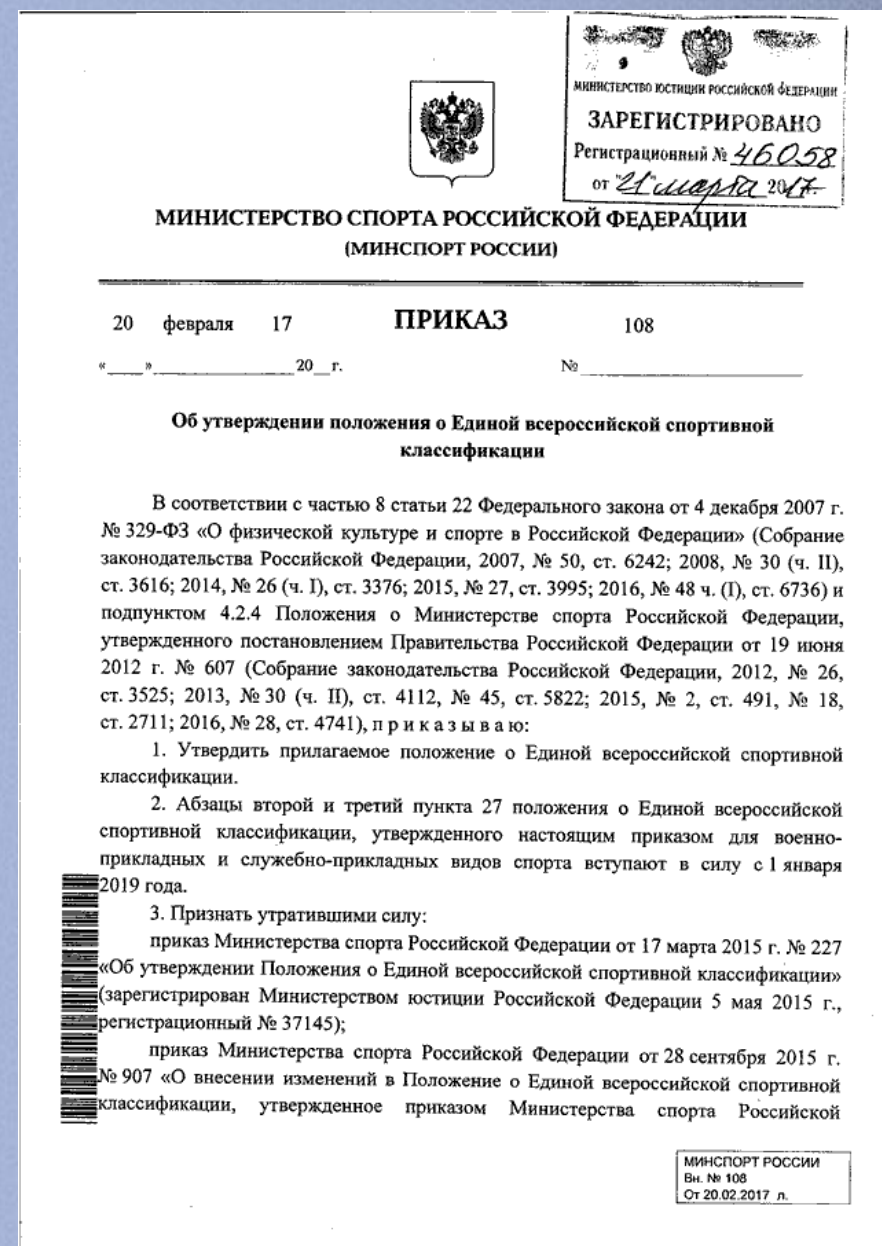 МИНИСТЕРСТВО ЮСТИЦИИ РОССИЙСКОЙ ФЕДЕРАЦИИ
ЗАРЕГИСТРИРОВАНО
Регистрационный № 46058
от "21" марта 2017.
МИНИСТЕРСТВО СПОРТА РОССИЙСКОЙ ФЕДЕРАЦИИ
(МИНСПОРТ РОССИИ)
20 февраля 17 ПРИКАЗ 108
«____»______________20__г. №______________________
Об утверждении положения о Единой всероссийской спортивной
классификации
В соответствии с частью 8 статьи 22 Федерального закона от 4 декабря 2007 г.
№ 329-ФЗ «О физической культуре и спорте в Российской Федерации» (Собрание
законодательства Российской Федерации, 2007, № 50, ст. 6242; 2008, № 30 (ч. II),
ст. 3616; 2014, № 26 (ч. I), ст. 3376; 2015, № 27, ст. 3995; 2016, № 48 ч. (I), ст. 6736) и
подпунктом 4.2.4 Положения о Министерстве спорта Российской Федерации,
утвержденного постановлением Правительства Российской Федерации от 19 июня
2012 г. № 607 (Собрание законодательства Российской Федерации, 2012, № 26,
ст. 3525; 2013, № 30 (ч. II), ст. 4112, № 45, ст. 5822; 2015, № 2, ст. 491, № 18,
ст. 2711; 2016, № 28, ст. 4741), п р и к а з ы в а ю:
1. Утвердить прилагаемое положение о Единой всероссийской спортивной
классификации.
2. Абзацы второй и третий пункта 27 положения о Единой всероссийской
спортивной классификации, утвержденного настоящим приказом для военно-
прикладных и служебно-прикладных видов спорта вступают в силу с 1 января
2019 года.
3. Признать утратившими силу:
приказ Министерства спорта Российской Федерации от 17 марта 2015 г. № 227
«Об утверждении Положения о Единой всероссийской спортивной классификации»
(зарегистрирован Министерством юстиции Российской Федерации 5 мая 2015 г.,
регистрационный № 37145);
приказ Министерства спорта Российской Федерации от 28 сентября 2015 г.
№ 907 «О внесении изменений в Положение о Единой всероссийской спортивной
классификации, утвержденное приказом Министерства спорта Российской
МИНСПОРТ РОССИИ
Вн. № 108
От 20.02.2017 л.